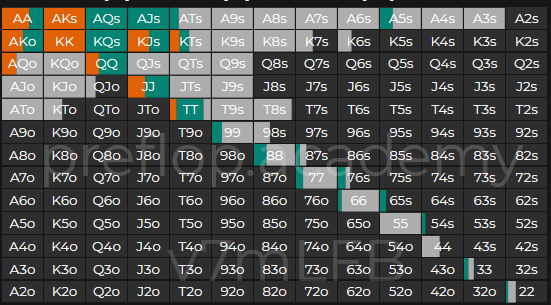 AA AKs AQs AJs ATs A9s A8s A7s A6s A5s A4s A3s A2s
AKo KK KQs KJs KTs K9s K8s K7s K6s K5s K4s K3s K2s
AQo KQo QQ QJs QTs Q9s Q8s Q7s Q6s Q5s Q4s Q3s Q2s
AJo KJo QJo JJ JTs J9s J8s J7s J6s J5s J4s J3s J2s
ATo KTo QTo JTo TT T9s T8s T7s T6s T5s T4s T3s T2s
A9o K9o Q9o J9o T9o 99 98s 97s 96s 95s 94s 93s 92s
preflop.academy
A8o K8o Q8o J8o T8o 98o 88 87s 86s 85s 84s 83s 82s
A7o K7o Q7o J7o T7o 97o 87o 77 76s 75s 74s 73s 72s
A6o K6o Q6o J6o T6o 96o 86o 76o 66 65s 64s 63s 62s
A5o K5o Q5o J5o T5o 95o 85o 75o 65o 55 54s 53s 52s
A4o K4o Q4o J4o T4o 94o 84o 74o 64o 54o 44 43s 42s
v7mLFB
A3o K3o Q3o J3o T3o 93o 83o 73o 63o 53o 43o 33 32s
A2o K2o Q2o J2o T2o 92o 82o 72o 62o 52o 42o 32o 22